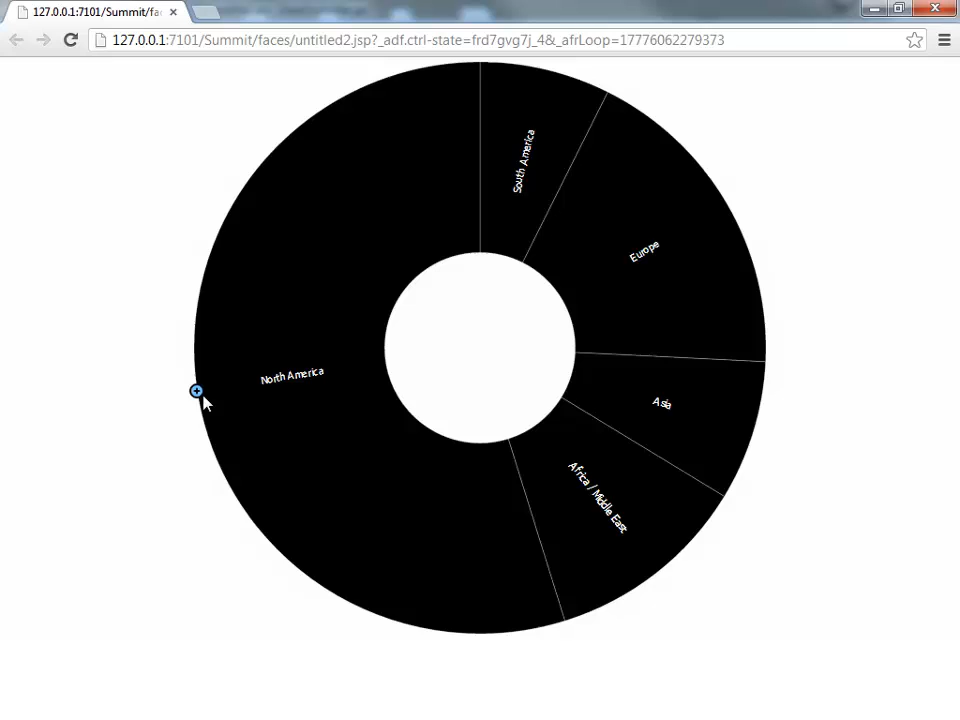 127.0.0.1:7101/Summit/fac
127.0.0.1:7101/Summit/faces/untitled2.jsp?_adf.ctrl-state=frd7gvg7j_4&_afrLoop=17776062279373
South America
Europe
North America
Asia
Africa / Middle East